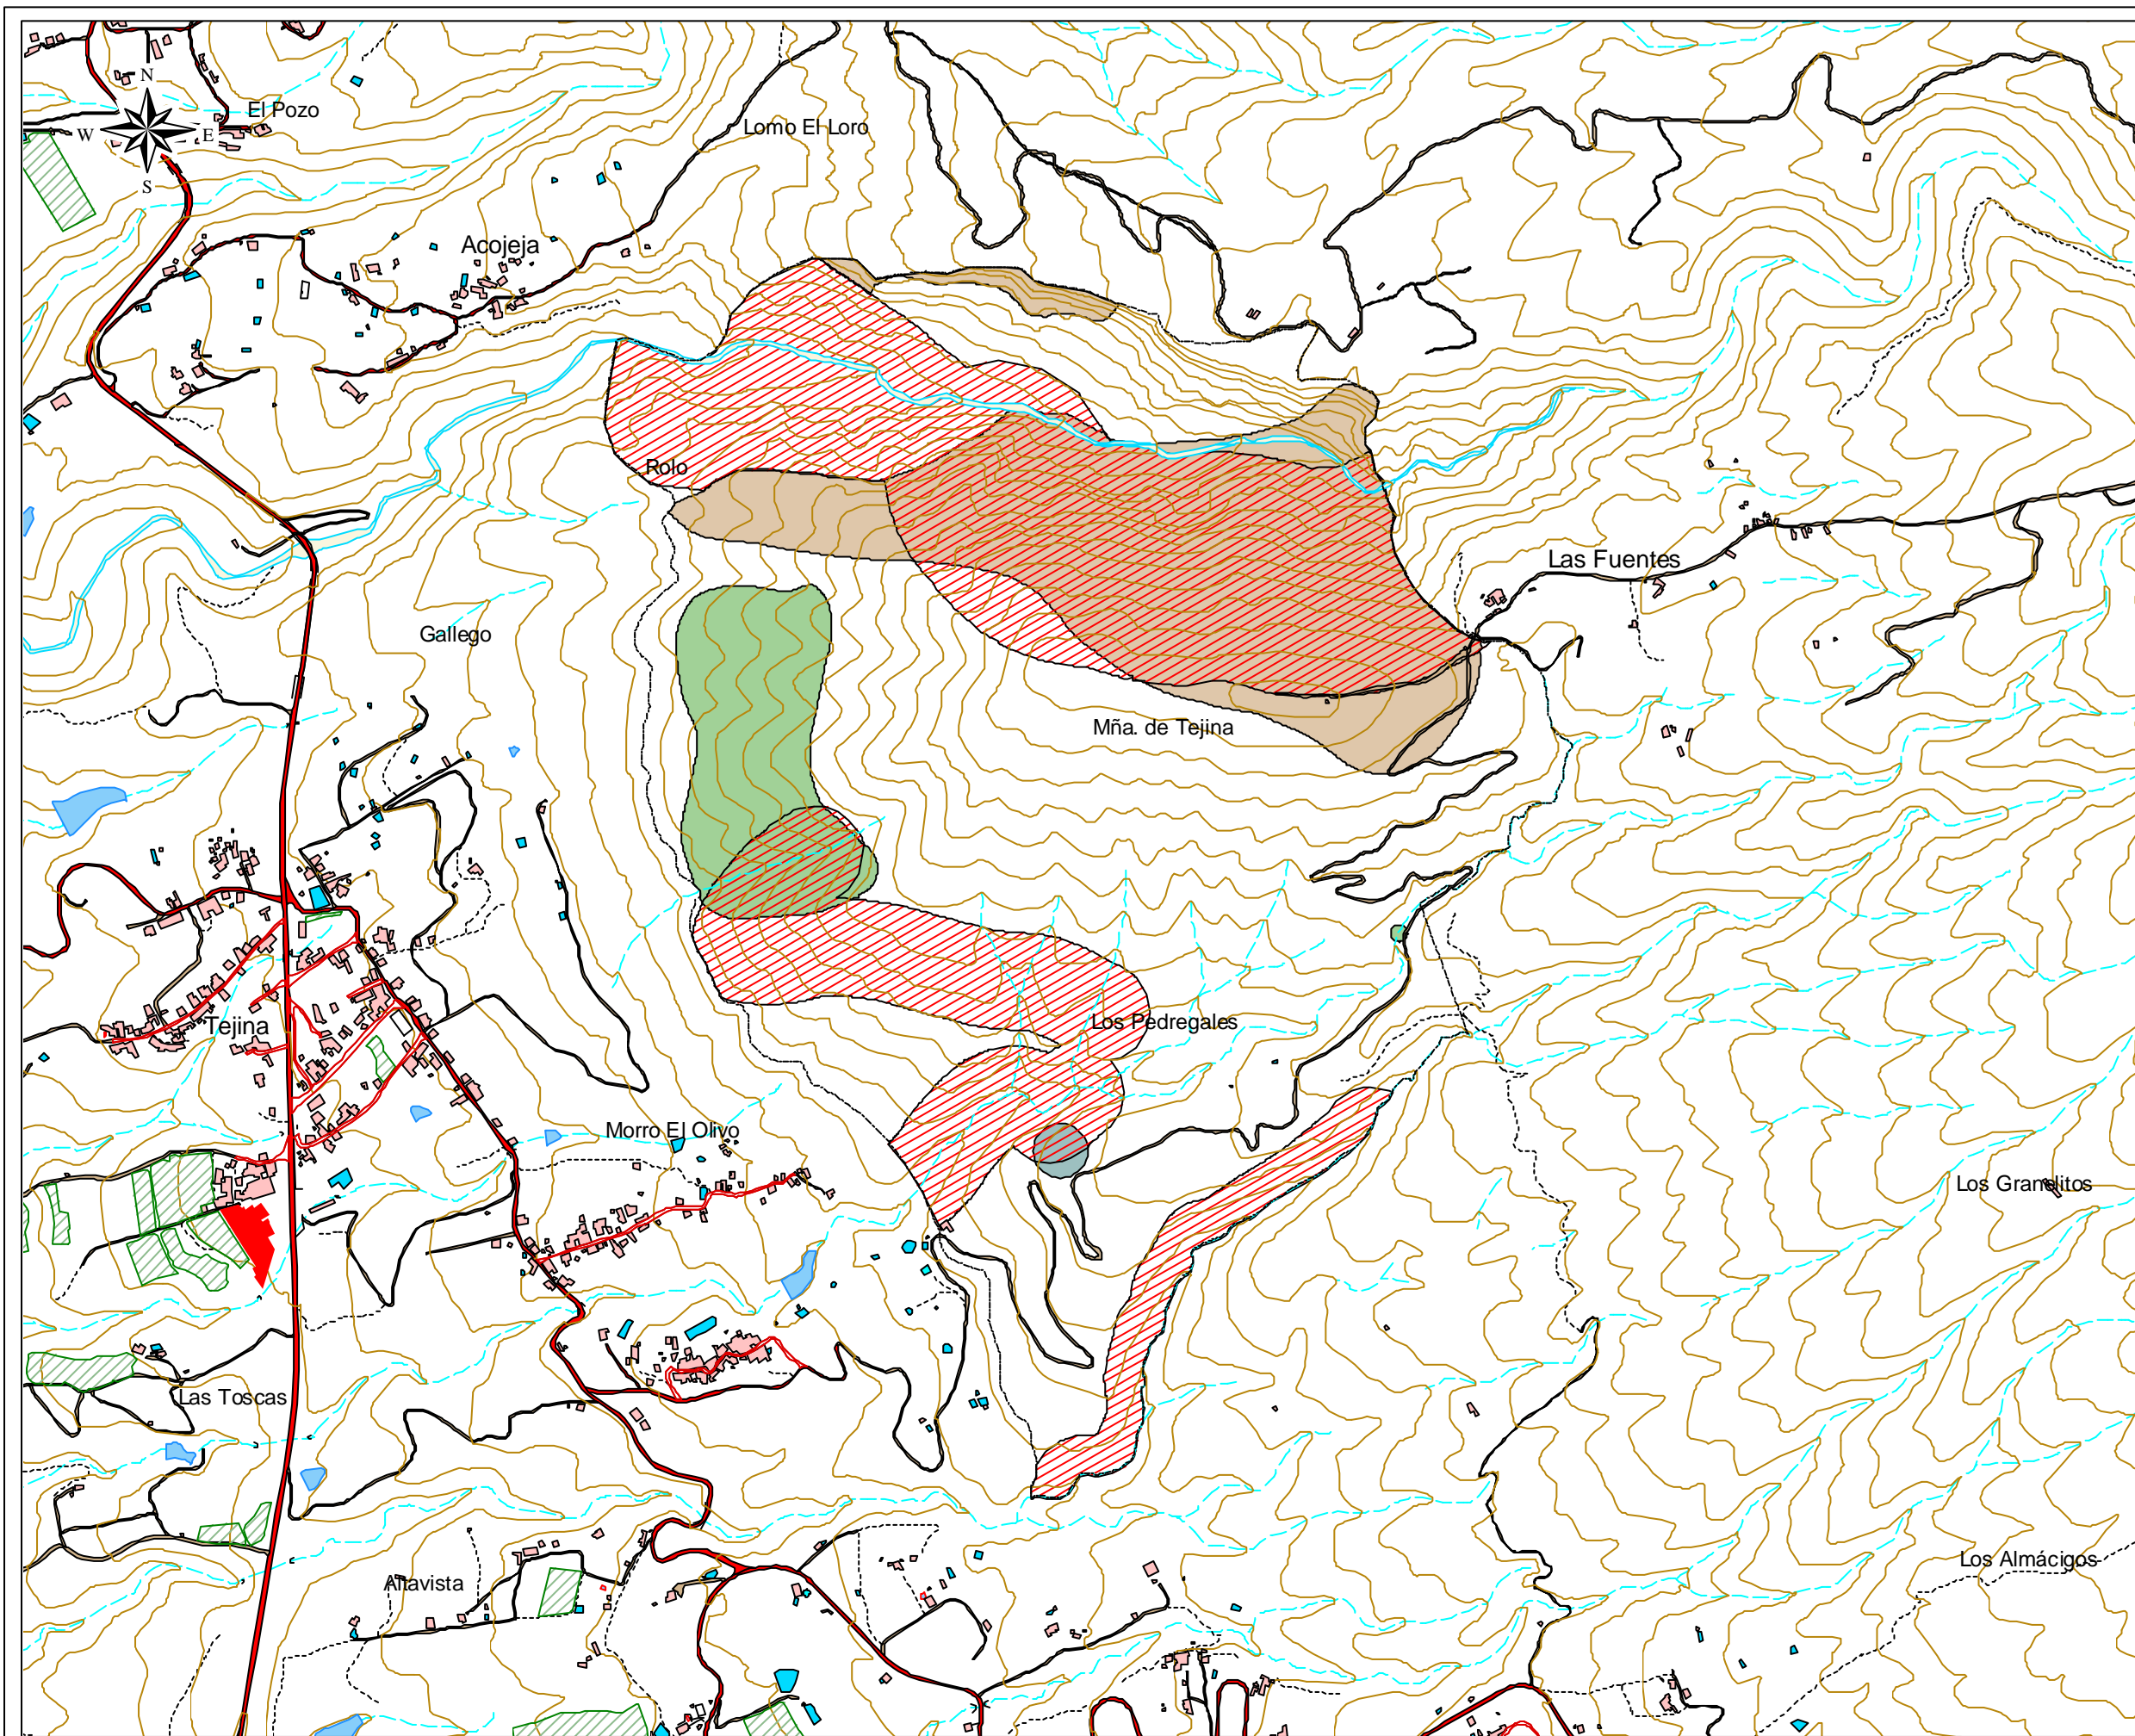 N
El Pozo
Lomo El Loro
W
E
S
Acojeja
Rolo
Las Fuentes
Gallego
Mña. de Tejina
Los Pedregales
Tejina
Morro El Olivo
Los Granelitos
Las Toscas
Los Almácigos
Altavista